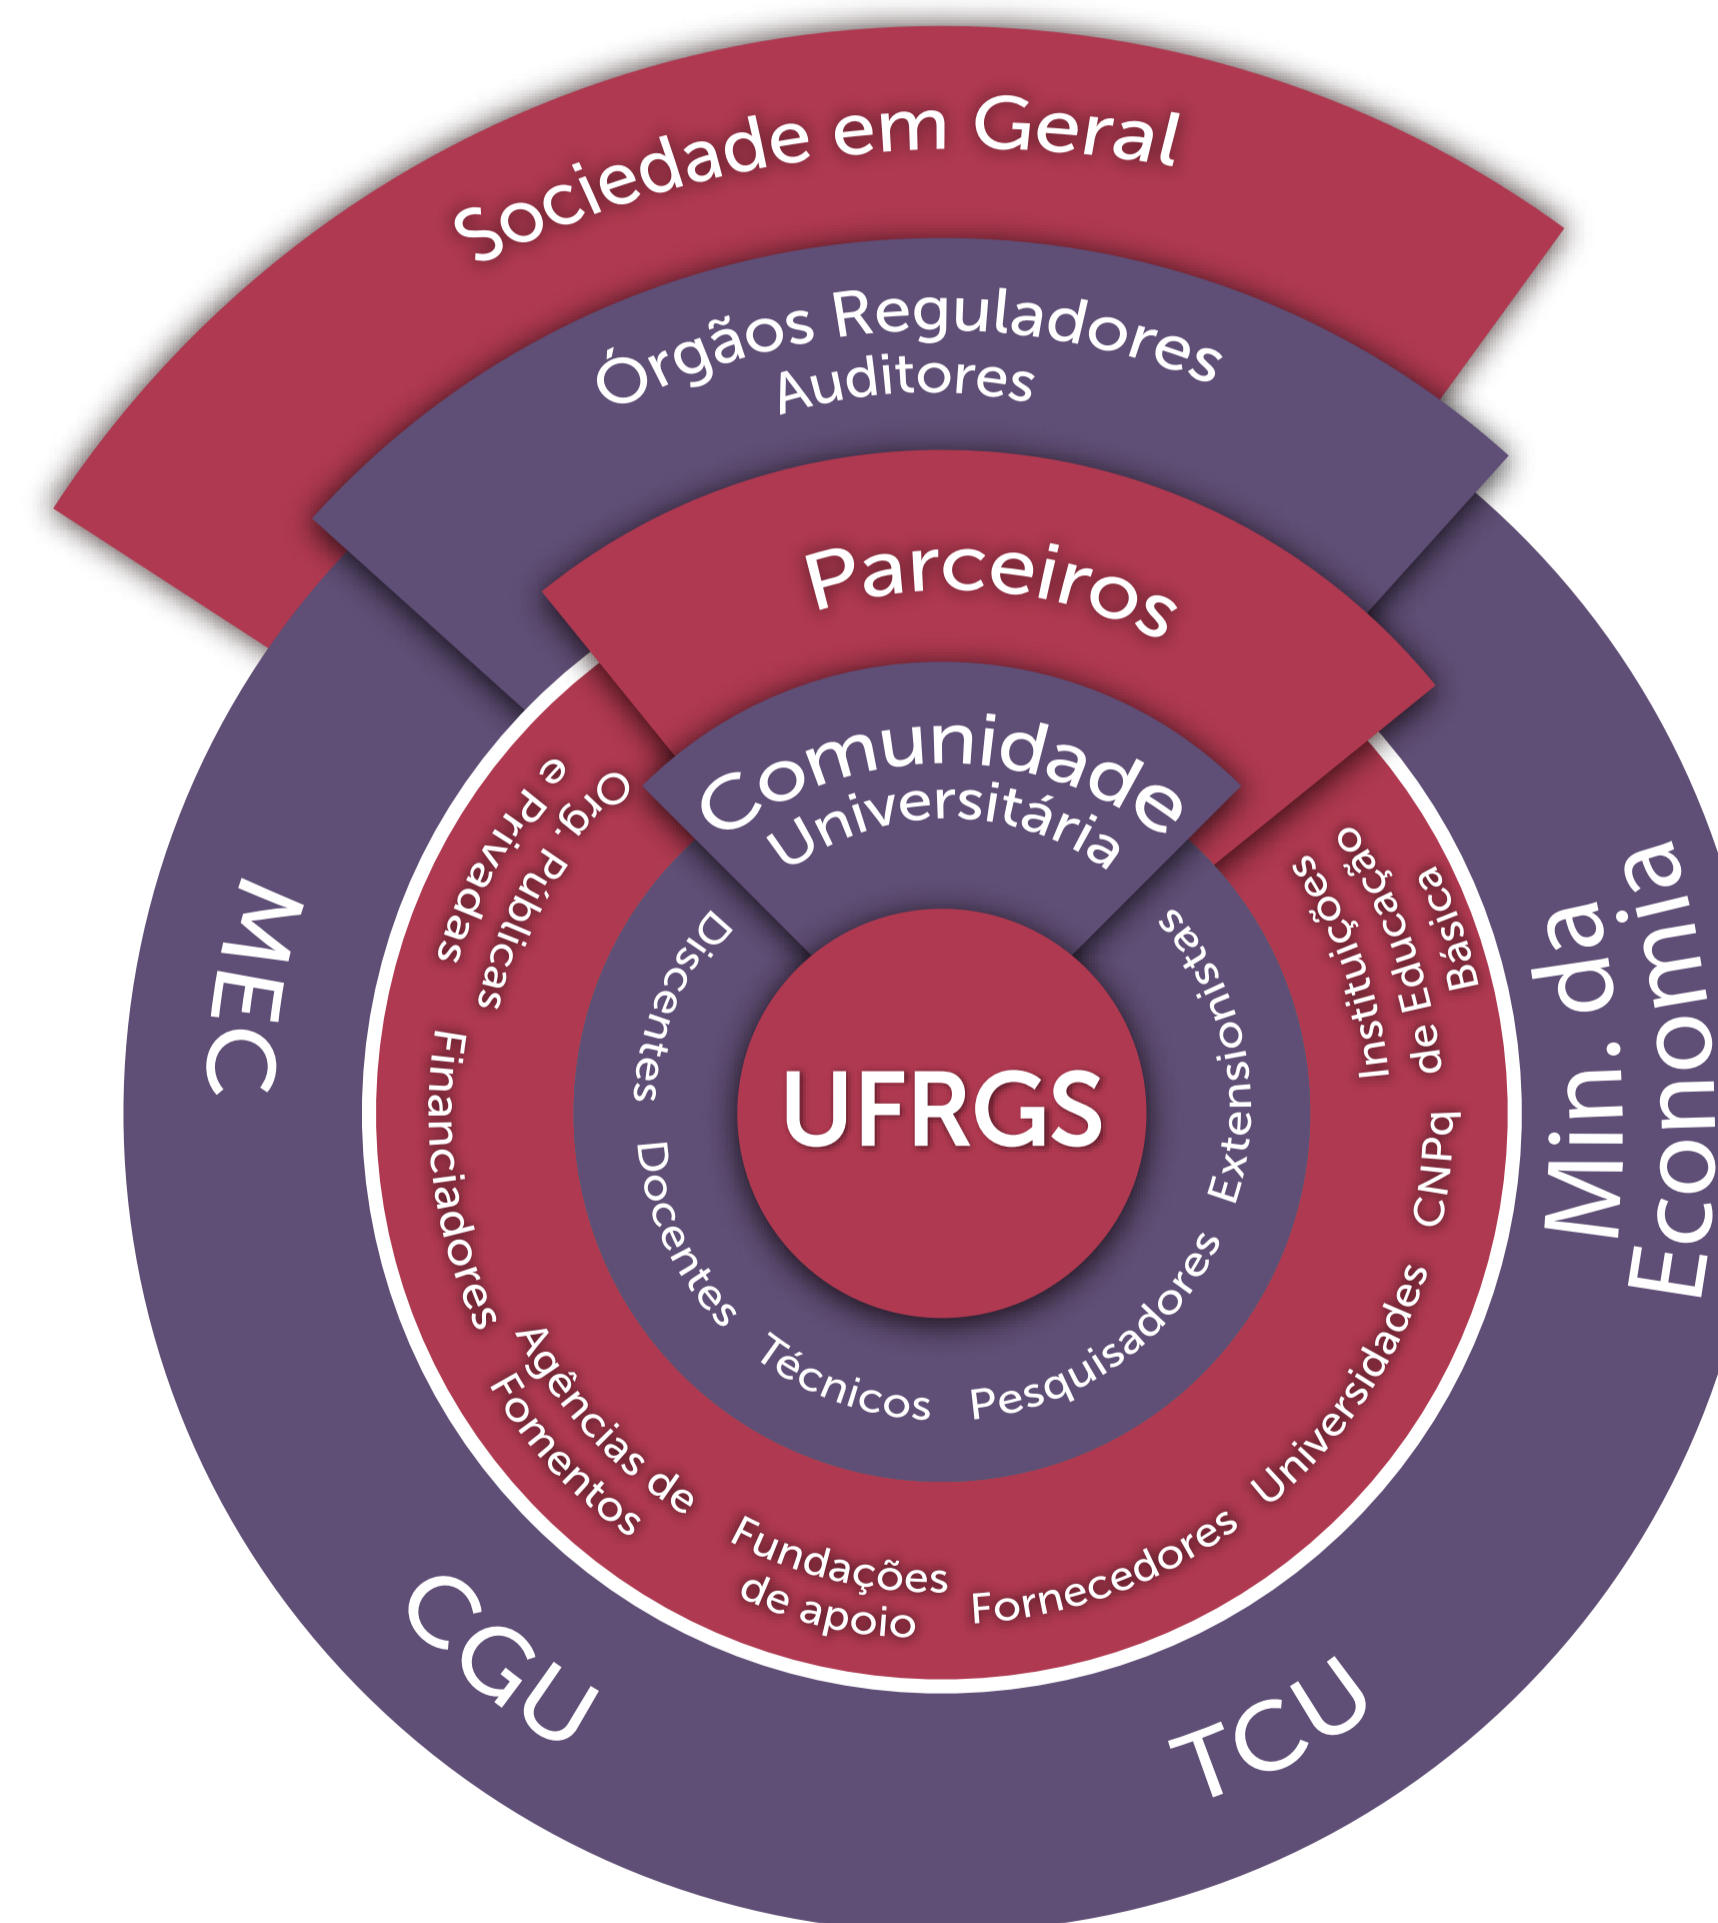 Sociedade em Geral
Órgãos Reguladores
Auditores
Parceiros
Comunidade
Universitária
UFRGS
Discentes
Docentes
Técnicos
Pesquisadores
Extensionistas
Org. Públicas
e Privadas
Financiadores
Agências de
Fomentos
Fundações
de apoio
Fornecedores
Universidades
CNPq
Instituições
de Educação
Básica
MEC
CGU
TCU
Min. da
Economia